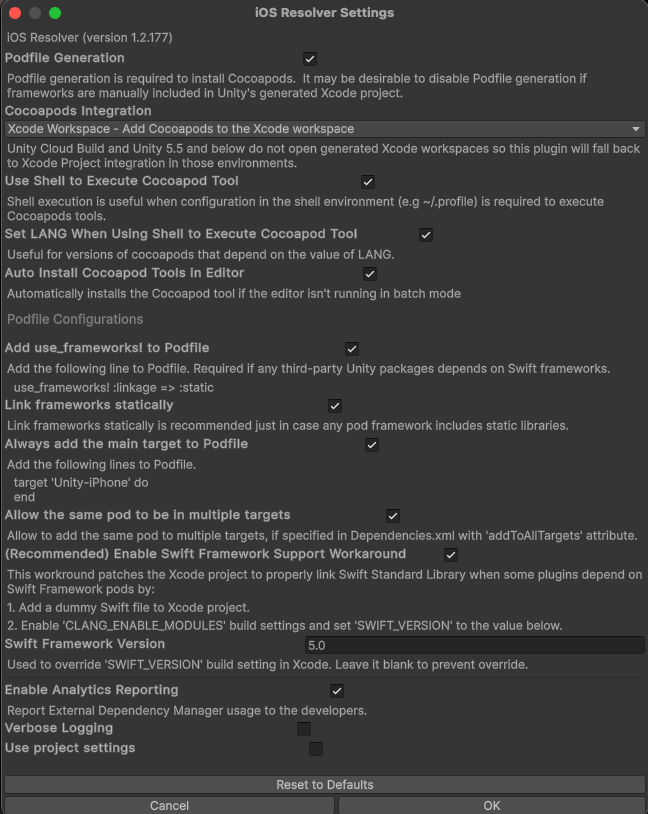 iOS Resolver Settings
iOS Resolver (version 1.2.177)
Podfile Generation
Podfile generation is required to install Cocoapods.  It may be desirable to disable Podfile generation if
frameworks are manually included in Unity's generated Xcode project.
Cocoapods Integration
Xcode Workspace - Add Cocoapods to the Xcode workspace
Unity Cloud Build and Unity 5.5 and below do not open generated Xcode workspaces so this plugin will fall back
to Xcode Project integration in those environments.
Use Shell to Execute Cocoapod Tool
Shell execution is useful when configuration in the shell environment (e.g ~/.profile) is required to execute
Cocoapods tools.
Set LANG When Using Shell to Execute Cocoapod Tool
Useful for versions of cocoapods that depend on the value of LANG.
Auto Install Cocoapod Tools in Editor
Automatically installs the Cocoapod tool if the editor isn't running in batch mode
Podfile Configurations
Add use_frameworks! to Podfile
Add the following line to Podfile. Required if any third-party Unity packages depends on Swift frameworks.
use_frameworks! :linkage => :static
Link frameworks statically
Link frameworks statically is recommended just in case any pod framework includes static libraries.
Always add the main target to Podfile
Add the following lines to Podfile.
target 'Unity-iPhone' do
end
Allow the same pod to be in multiple targets
Allow to add the same pod to multiple targets, if specified in Dependencies.xml with 'addToAllTargets' attribute.
(Recommended) Enable Swift Framework Support Workaround
This workround patches the Xcode project to properly link Swift Standard Library when some plugins depend on
Swift Framework pods by:
1. Add a dummy Swift file to Xcode project.
2. Enable 'CLANG_ENABLE_MODULES' build settings and set 'SWIFT_VERSION' to the value below.
Swift Framework Version
5.0
Used to override 'SWIFT_VERSION' build setting in Xcode. Leave it blank to prevent override.
Enable Analytics Reporting
Report External Dependency Manager usage to the developers.
Verbose Logging
Use project settings
Reset to Defaults
Cancel
OK